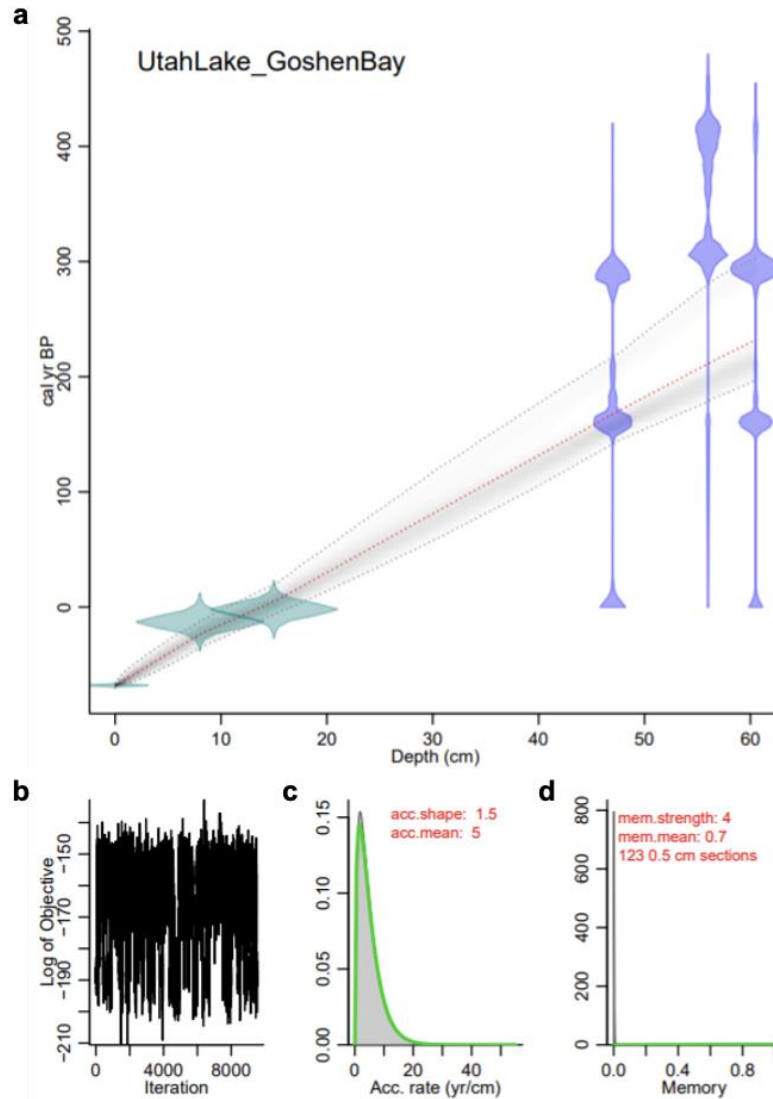 a
UtahLake_GoshenBay
500
400
300
200
100
0
cal yr BP
0 10 20 30 40 50 60
Depth (cm)
b
-150
-170
-190
-210
Log of Objective
0 4000 8000
Iteration
c
acc.shape: 1.5
acc.mean: 5
0.15
0.10
0.05
0.00
0 20 40
Acc. rate (yr/cm)
d
mem.strength: 4
mem.mean: 0.7
123 0.5 cm sections
800
600
400
200
0
0.0 0.4 0.8
Memory